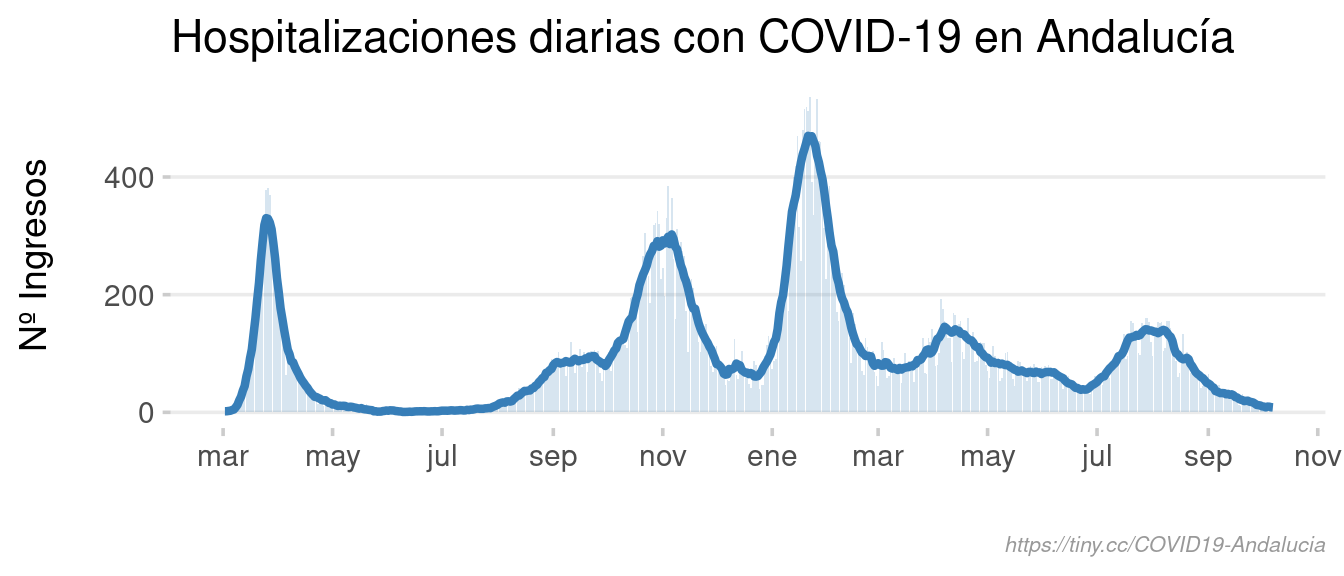 Hospitalizaciones diarias con COVID-19 en Andalucía
Nº Ingresos
400
200
0
mar may jul sep nov ene mar may jul sep nov
https://tiny.cc/COVID19-Andalucia